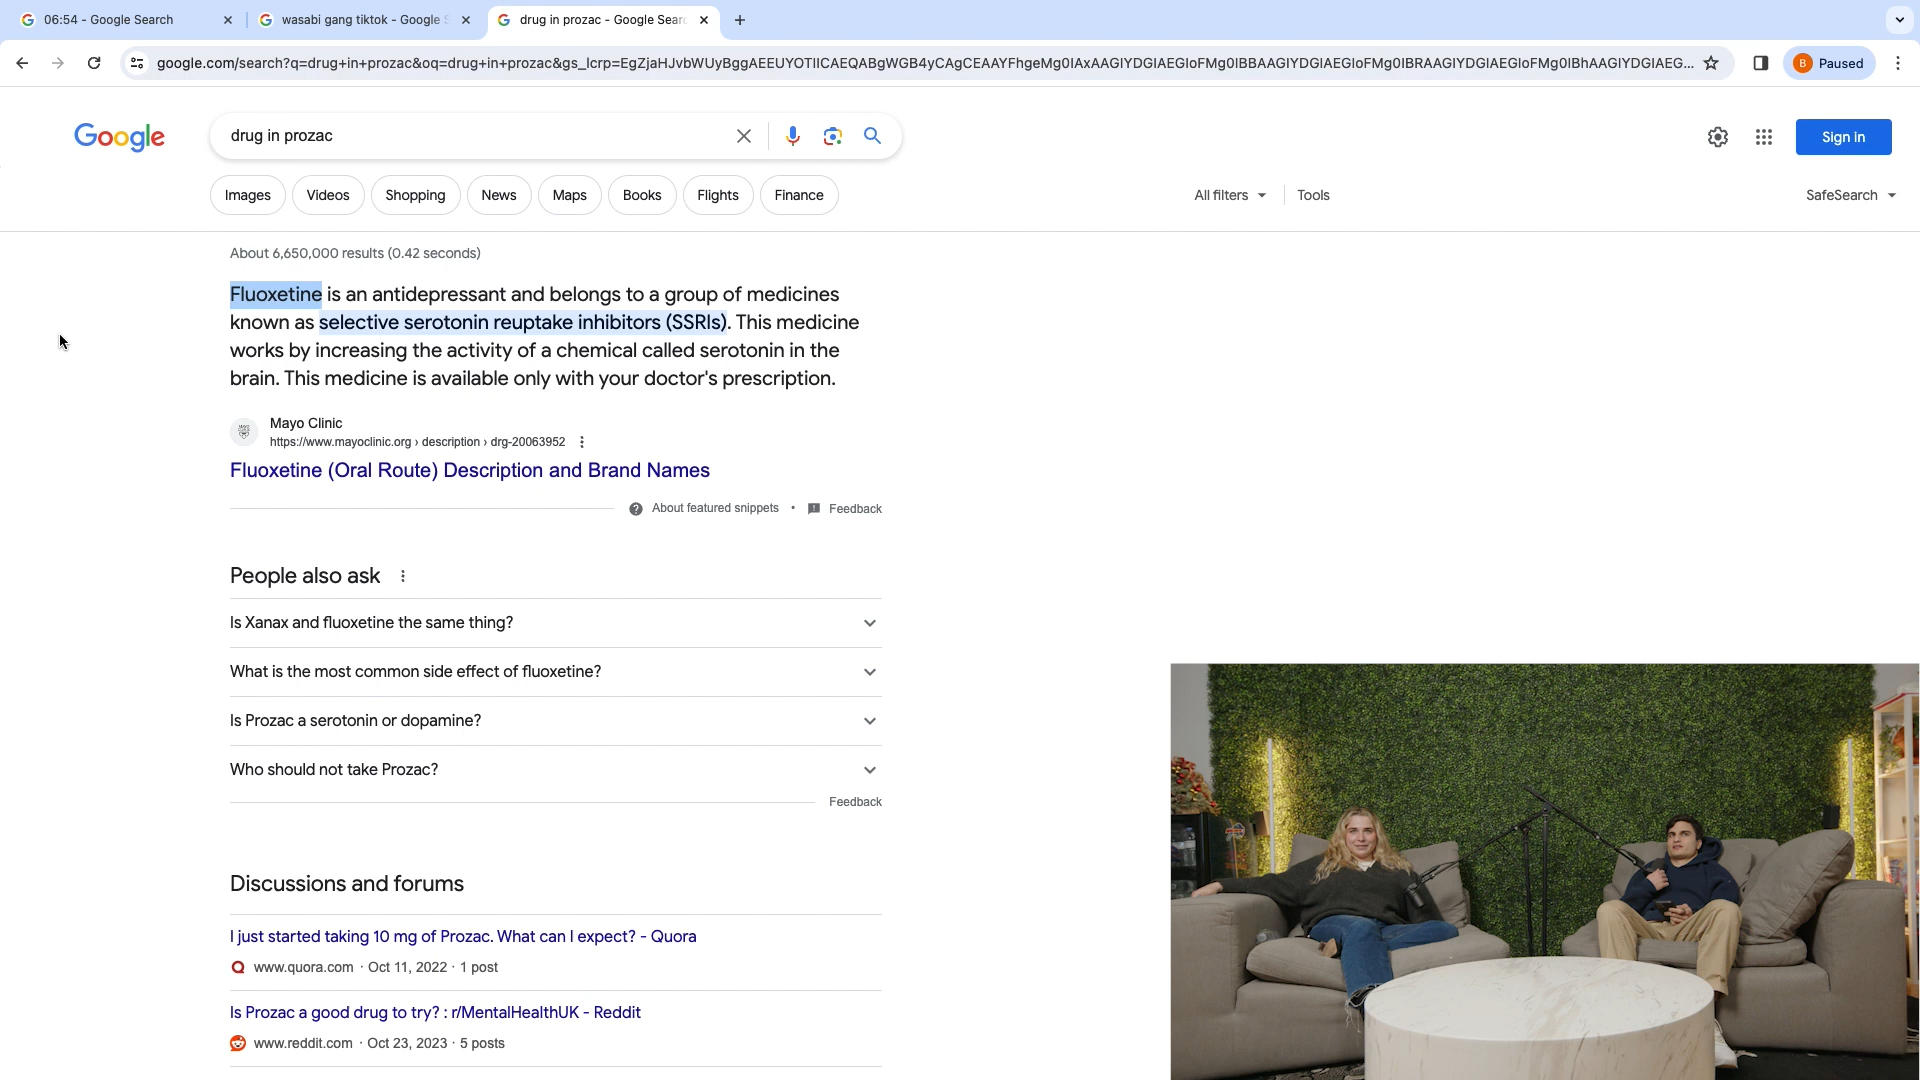 06:54 - Google Search
wasabi gang tiktok - Google S
drug in prozac - Google Sear
google.com/search?q=drug+in+prozac&oq=drug+in+prozac&gs_lcrp=
Paused
Google
drug in prozac
Sign in
Images
Videos
Shopping
News
Maps
Books
Flights
Finance
All filters
Tools
SafeSearch
About 6,650,000 results (0.42 seconds)
Fluoxetine is an antidepressant and belongs to a group of medicines
known as selective serotonin reuptake inhibitors (SSRIs). This medicine
works by increasing the activity of a chemical called serotonin in the
brain. This medicine is available only with your doctor's prescription.
Mayo Clinic
https://www.mayoclinic.org › description › drg-20063952
Fluoxetine (Oral Route) Description and Brand Names
About featured snippets • Feedback
People also ask
Is Xanax and fluoxetine the same thing?
What is the most common side effect of fluoxetine?
Is Prozac a serotonin or dopamine?
Who should not take Prozac?
Feedback
Discussions and forums
I just started taking 10 mg of Prozac. What can I expect? - Quora
www.quora.com · Oct 11, 2022 · 1 post
Is Prozac a good drug to try? : r/MentalHealthUK - Reddit
www.reddit.com · Oct 23, 2023 · 5 posts